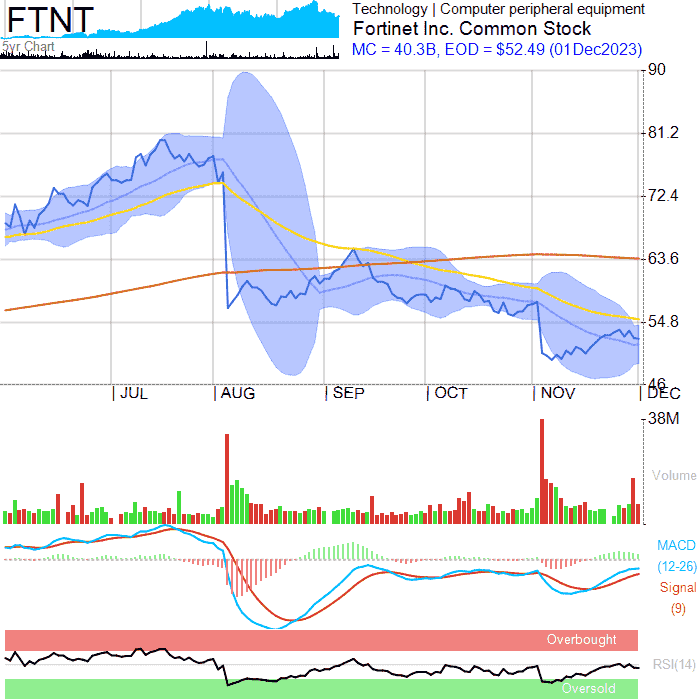 FTNT
5yr Chart
Technology | Computer peripheral equipment
Fortinet Inc. Common Stock
MC = 40.3B, EOD = $52.49 (01Dec2023)
90
81.2
72.4
63.6
54.8
46
JUL AUG SEP OCT NOV DEC
38M
Volume
MACD
(12-26)
Signal
(9)
Overbought
RSI(14)
Oversold